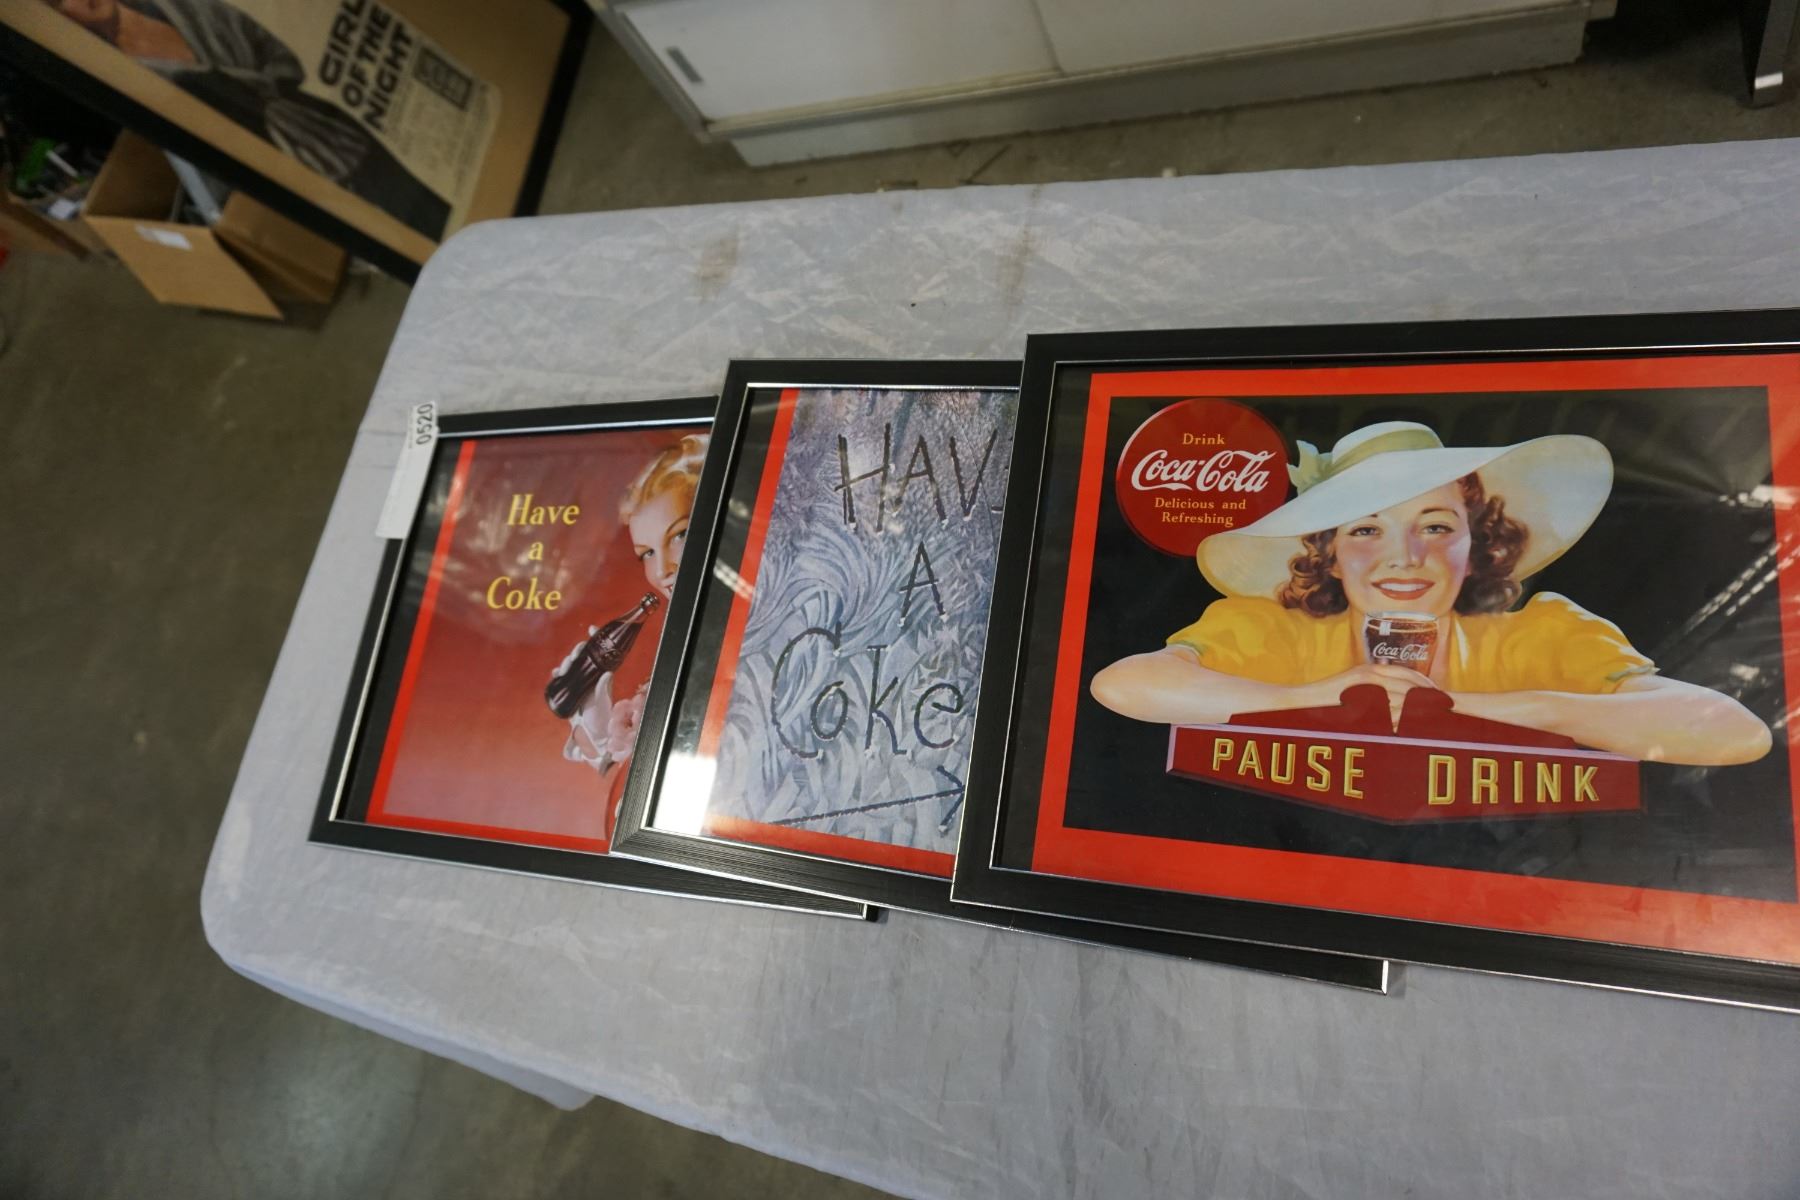 GIRL
OF THE
NIGHT
0520
Have
a
Coke
HAV
A
Coke
Drink
Coca-Cola
Delicious and
Refreshing
Coca-Cola
PAUSE DRINK